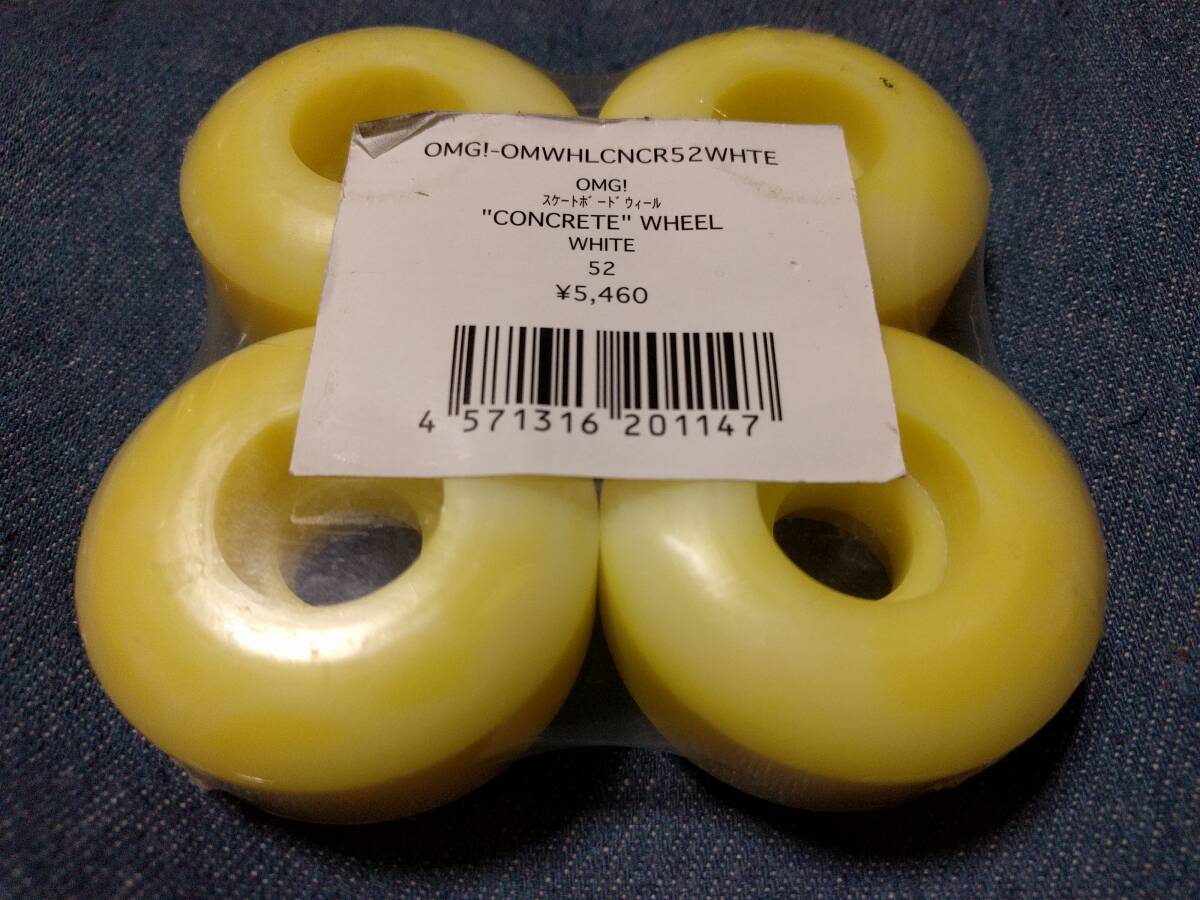 OMG!-OMWHLCNCR52WHTE
OMG!
スケートボードウィール
"CONCRETE" WHEEL
WHITE
52
¥5,460
4 571316 201147